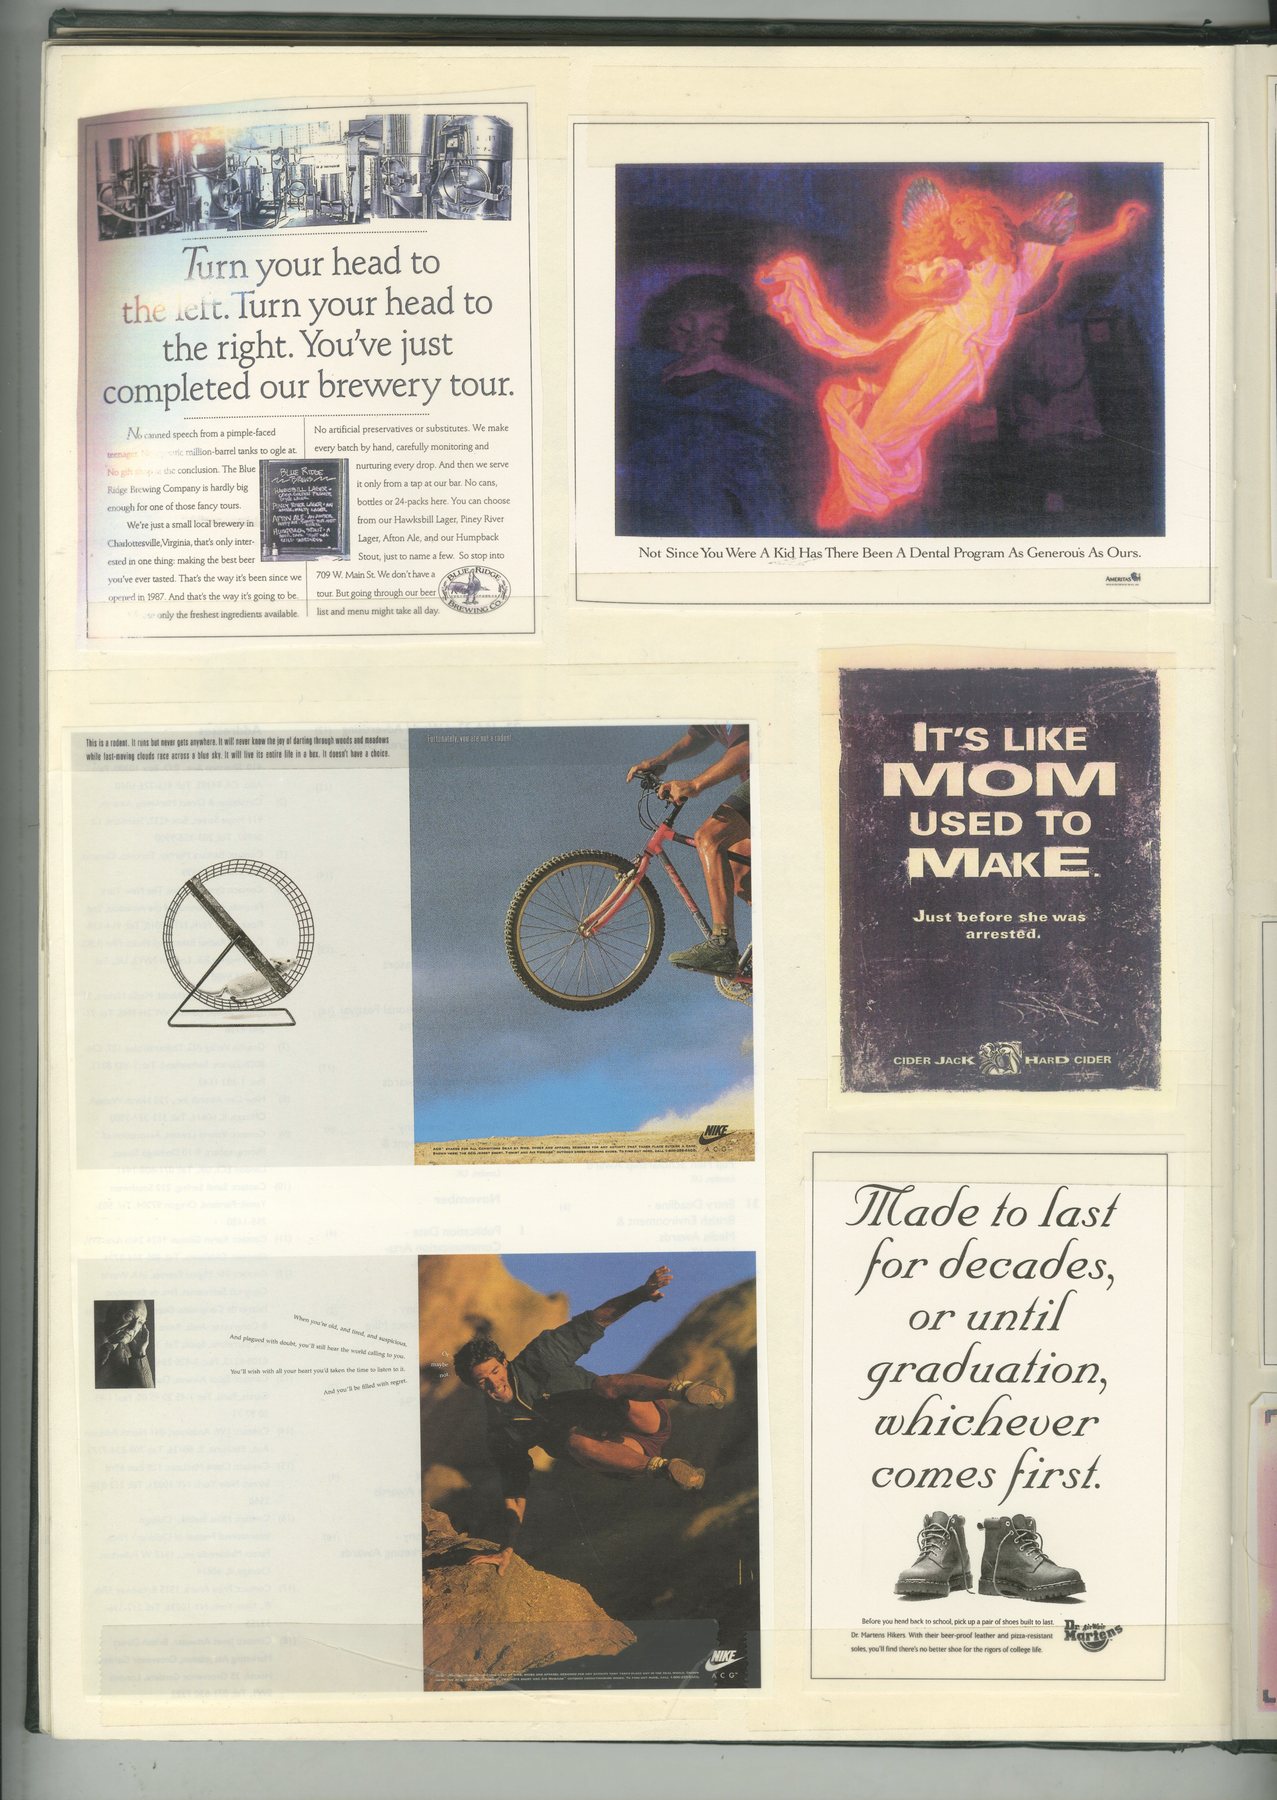 Turn your head to
the left. Turn your head to
the right. You've just
completed our brewery tour.
No canned speech from a pimple-faced
teenager. No million-barrel tanks to ogle at.
No gift shop the conclusion. The Blue
Ridge Brewing Company is hardly big
enough for one of those fancy tours.
We're just a small local brewery in
Charlottesville, Virginia, that's only inter-
ested in one thing: making the best beer
you've ever tasted. That's the way it's been since we
opened in 1987. And that's the way it's going to be.
only the freshest ingredients available.
BLUE RIDGE
HAWKSBILL LAGER
PINEY RIVER LAGER
AFTON ALE
HUMPBACK STOUT
No artificial preservatives or substitutes. We make
every batch by hand, carefully monitoring and
nurturing every drop. And then we serve
it only from a tap at our bar. No cans,
bottles or 24-packs here. You can choose
from our Hawksbill Lager, Piney River
Lager, Afton Ale, and our Humpback
Stout, just to name a few. So stop into
709 W. Main St. We don't have a
tour. But going through our beer
list and menu might take all day.
BLUE RIDGE
BREWING CO.
Not Since You Were A Kid Has There Been A Dental Program As Generous As Ours.
AMERITAS
This is a rodent. It runs but never gets anywhere. It will never know the joy of darting through woods and meadows
while fast-moving clouds race across a blue sky. It will live its entire life in a box. It doesn't have a choice.
Fortunately, you are not a rodent.
NIKE
ACG
IT'S LIKE
MOM
USED TO
MAKE.
Just before she was
arrested.
CIDER JACK HARD CIDER
When you're old, and tired, and suspicious,
And plagued with doubt, you'll still hear the world calling to you.
You'll wish with all your heart you'd taken the time to listen to it.
And you'll be filled with regret.
Or
maybe
not.
NIKE
ACG
Made to last
for decades,
or until
graduation,
whichever
comes first.
Before you head back to school, pick up a pair of shoes built to last.
Dr. Martens Hikers. With their beer-proof leather and pizza-resistant
soles, you'll find there's no better shoe for the rigors of college life.
Dr. Martens
Air Wair